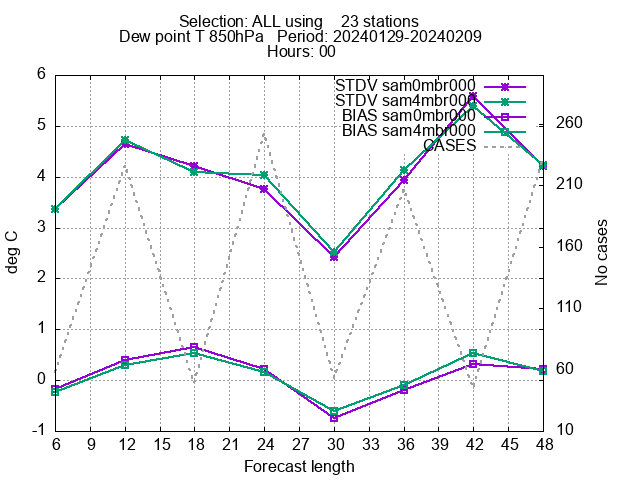 Selection: ALL using    23 stations
Dew point T 850hPa   Period: 20240129-20240209
Hours: 00
STDV sam0mbr000
STDV sam4mbr000
BIAS sam0mbr000
BIAS sam4mbr000
CASES
deg C
6
5
4
3
2
1
0
-1
No cases
260
210
160
110
60
10
6 9 12 15 18 21 24 27 30 33 36 39 42 45 48
Forecast length